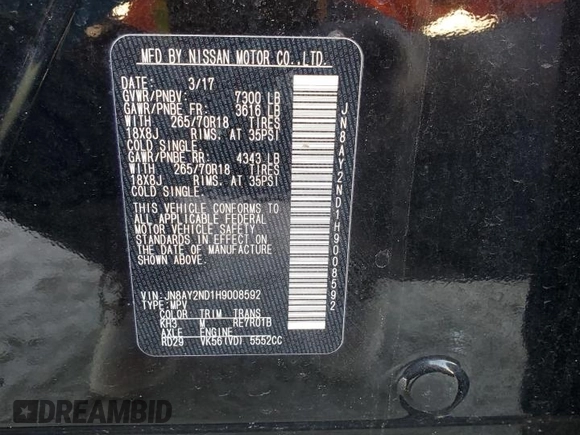 MFD BY NISSAN MOTOR CO.,LTD.
DATE: 3/17
GVWR/PNBV: 7300 LB
GAWR/PNBE FR: 3616 LB
WITH 265/70R18 TIRES
18X8J RIMS. AT 35PSI
COLD SINGLE
GAWR/PNBE RR: 4343 LB
WITH 265/70R18 TIRES
18X8J RIMS. AT 35PSI
COLD SINGLE
THIS VEHICLE CONFORMS TO
ALL APPLICABLE FEDERAL
MOTOR VEHICLE SAFETY
STANDARDS IN EFFECT ON
THE DATE OF MANUFACTURE
SHOWN ABOVE.
VIN: JN8AY2ND1H9008592
TYPE: MPV
COLOR TRIM TRANS
KH3 M RE7R01B
AXLE ENGINE
RD29 VK56(VD) 5552CC
JN8AY2ND1H9008592
DREAMBID